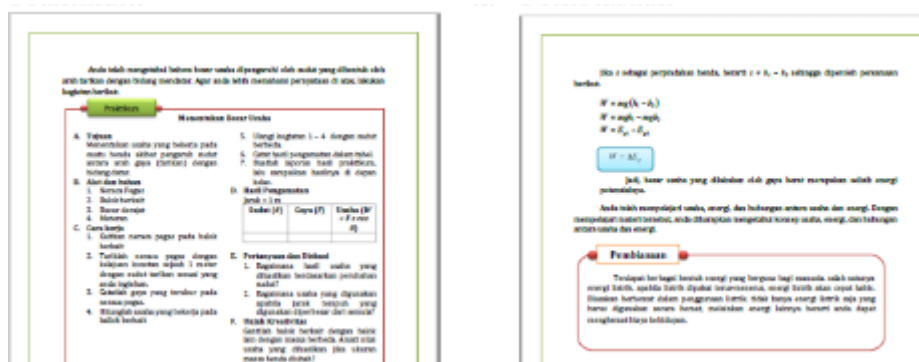 Anda telah mengetahui bahwa besar usaha dipengaruhi oleh sudut yang dibentuk oleh
arah tarikan dengan bidang mendatar. Agar anda lebih memahami pernyataan di atas, lakukan
kegiatan berikut.
Praktikum
Menentukan Besar Usaha
A. Tujuan
Menentukan usaha yang bekerja pada
suatu benda akibat pengaruh sudut
antara arah gaya (tarikan) dengan
bidang datar.
B. Alat dan bahan
1. Neraca Pegas
2. Balok berkait
3. Busur derajat
4. Meteran
C. Cara kerja
1. Kaitkan neraca pegas pada balok
berkait
2. Tariklah neraca pegas dengan
kelajuan konstan sejauh 1 meter
dengan sudut tarikan sesuai yang
anda inginkan.
3. Catatlah gaya yang terukur pada
neraca pegas.
4. Hitunglah usaha yang bekerja pada
balok berkait
5. Ulangi kegiatan 1 – 4 dengan sudut
berbeda.
6. Catat hasil pengamatan dalam tabel.
7. Buatlah laporan hasil praktikum,
lalu sampaikan hasilnya di depan
kelas.
D. Hasil Pengamatan
Jarak = 1 m
Sudut (θ) Gaya (F) Usaha (W
= F s cos
θ)
E. Pertanyaan dan Diskusi
1. Bagaimana hasil usaha yang
dihasilkan berdasarkan perubahan
sudut?
2. Bagaimana usaha yang digunakan
apabila jarak tempuh yang
digunakan diperbesar dari semula?
F. Unjuk Kreativitas
Gantilah balok berkait dengan balok
lain dengan massa berbeda. Amati nilai
usaha yang dihasilkan jika ukuran
massa benda diubah?
Jika s sebagai perpindahan benda, berarti s = h₁ – h₂ sehingga diperoleh persamaan
berikut.
W = mg(h₁ – h₂)
W = mgh₁ – mgh₂
W = E – E
W = ΔE
Jadi, besar usaha yang dilakukan oleh gaya berat merupakan selisih energi
potensialnya.
Anda telah mempelajari usaha, energi, dan hubungan antara usaha dan energi. Dengan
mempelajari materi tersebut, anda diharapkan mengetahui konsep usaha, energi, dan hubungan
antara usaha dan energi.
Pembiasaan
Terdapat berbagai bentuk energi yang berguna bagi manusia. salah satunya
energi listrik. apabila listrik dipakai terus-menerus, energi listrik akan cepat habis.
Biasakan berhemat dalam penggunaan listrik. tidak hanya energi listrik saja yang
harus digunakan secara hemat, melainkan energi lainnya berarti anda dapat
menghemat biaya kehidupan.